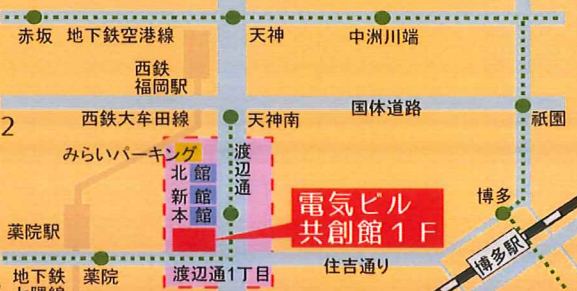 赤坂
地下鉄空港線
天神
中洲川端
西鉄
福岡駅
国体道路
2
西鉄大牟田線
天神南
祇園
みらいパーキング
渡辺通
北館
新館
本館
電気ビル
共創館1F
博多
薬院駅
博多駅
住吉通り
地下鉄
薬院
渡辺通1丁目